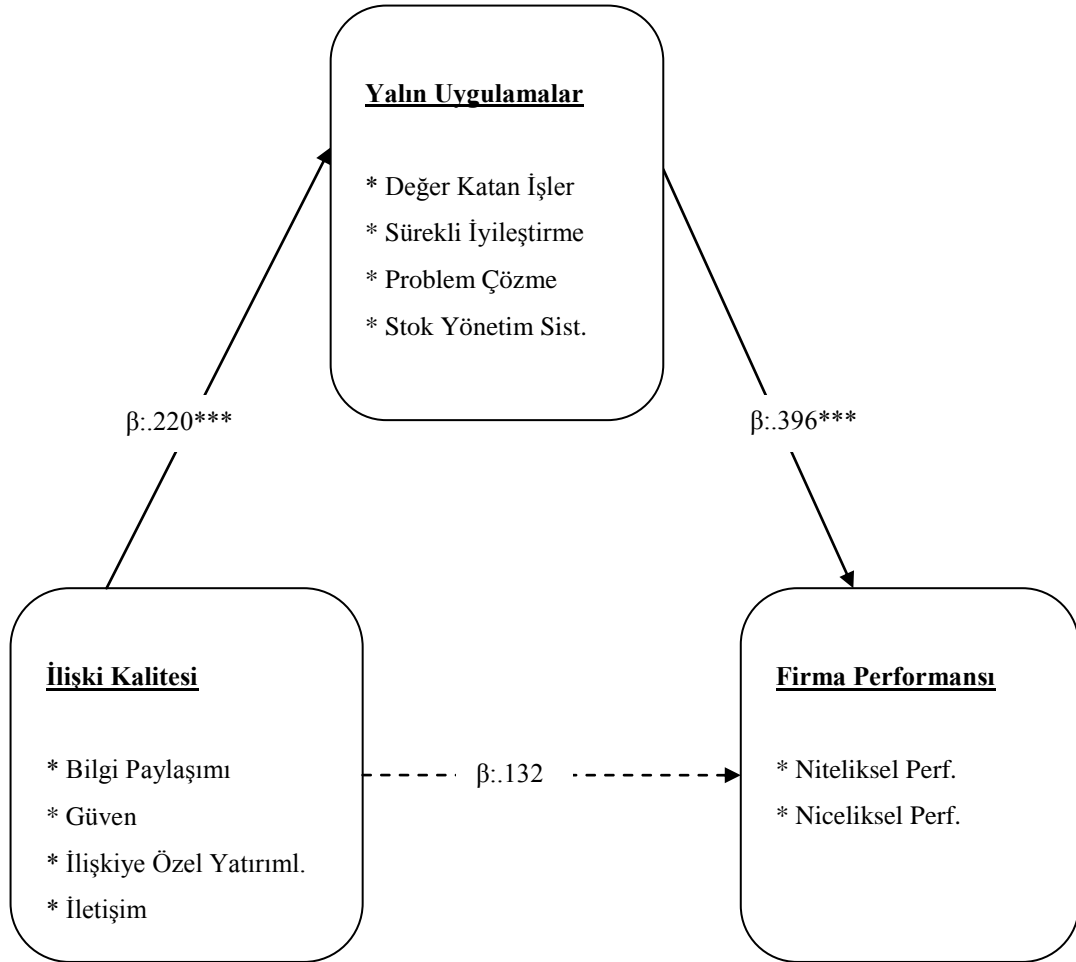 Yalın Uygulamalar
* Değer Katan İşler
* Sürekli İyileştirme
* Problem Çözme
* Stok Yönetim Sist.
β:.220***
β:.396***
İlişki Kalitesi
* Bilgi Paylaşımı
* Güven
* İlişkiye Özel Yatırıml.
* İletişim
β:.132
Firma Performansı
* Niteliksel Perf.
* Niceliksel Perf.